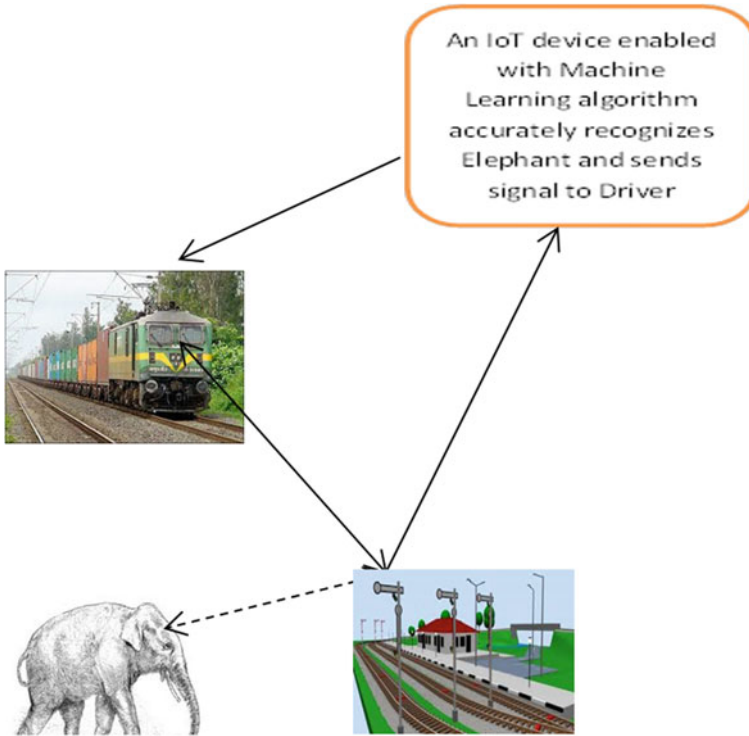 An IoT device enabled
with Machine
Learning algorithm
accurately recognizes
Elephant and sends
signal to Driver